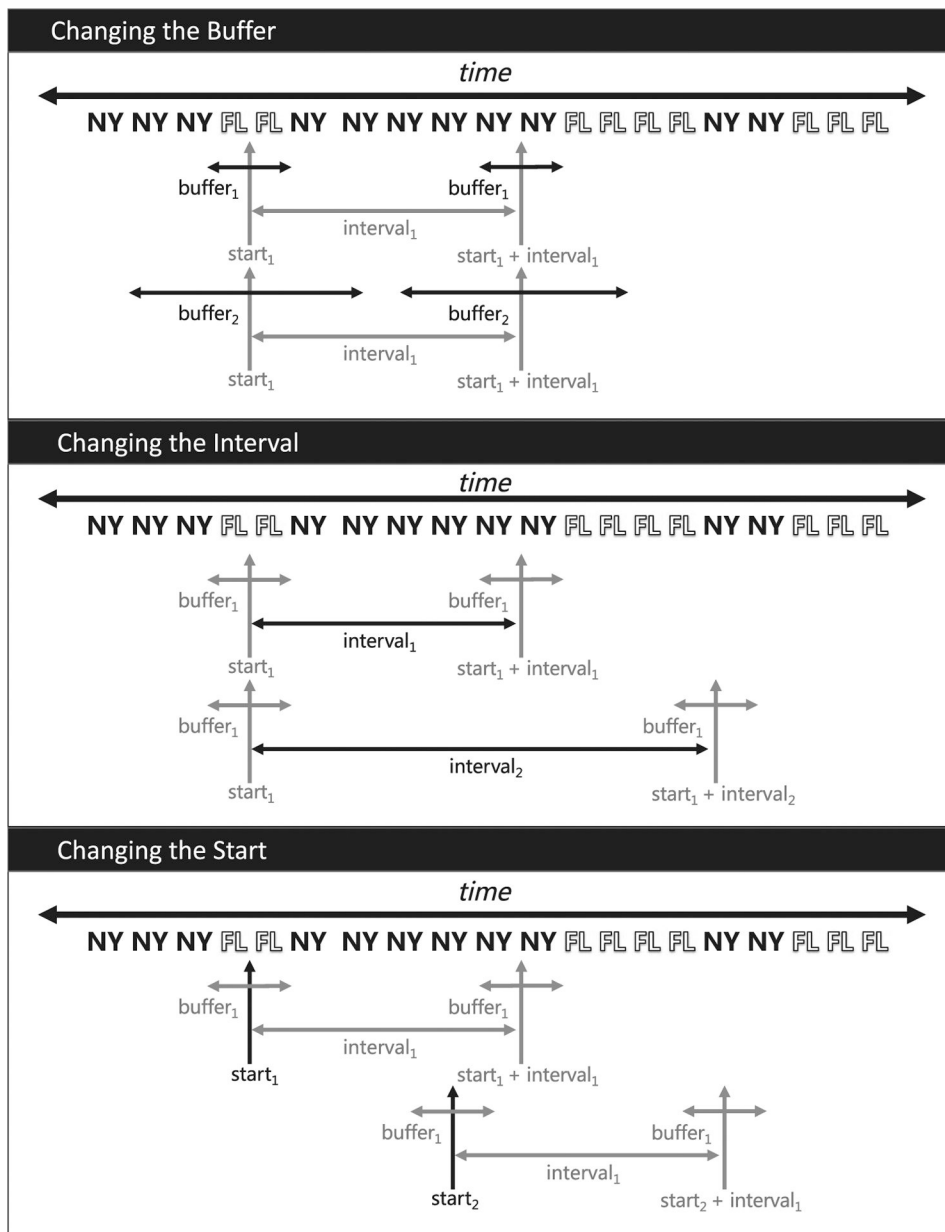 Changing the Buffer
time
NY NY NY FL FL NY NY NY NY NY NY FL FL FL FL NY NY FL FL FL
buffer₁ buffer₁
interval₁
start₁ start₁ + interval₁
buffer₂ buffer₂
interval₁
start₁ start₁ + interval₁
Changing the Interval
time
NY NY NY FL FL NY NY NY NY NY NY FL FL FL FL NY NY FL FL FL
buffer₁ buffer₁
interval₁
start₁ start₁ + interval₁
buffer₁ buffer₁
interval₂
start₁ start₁ + interval₂
Changing the Start
time
NY NY NY FL FL NY NY NY NY NY NY FL FL FL FL NY NY FL FL FL
buffer₁ buffer₁
interval₁
start₁ start₁ + interval₁
buffer₁ buffer₁
interval₁
start₂ start₂ + interval₁